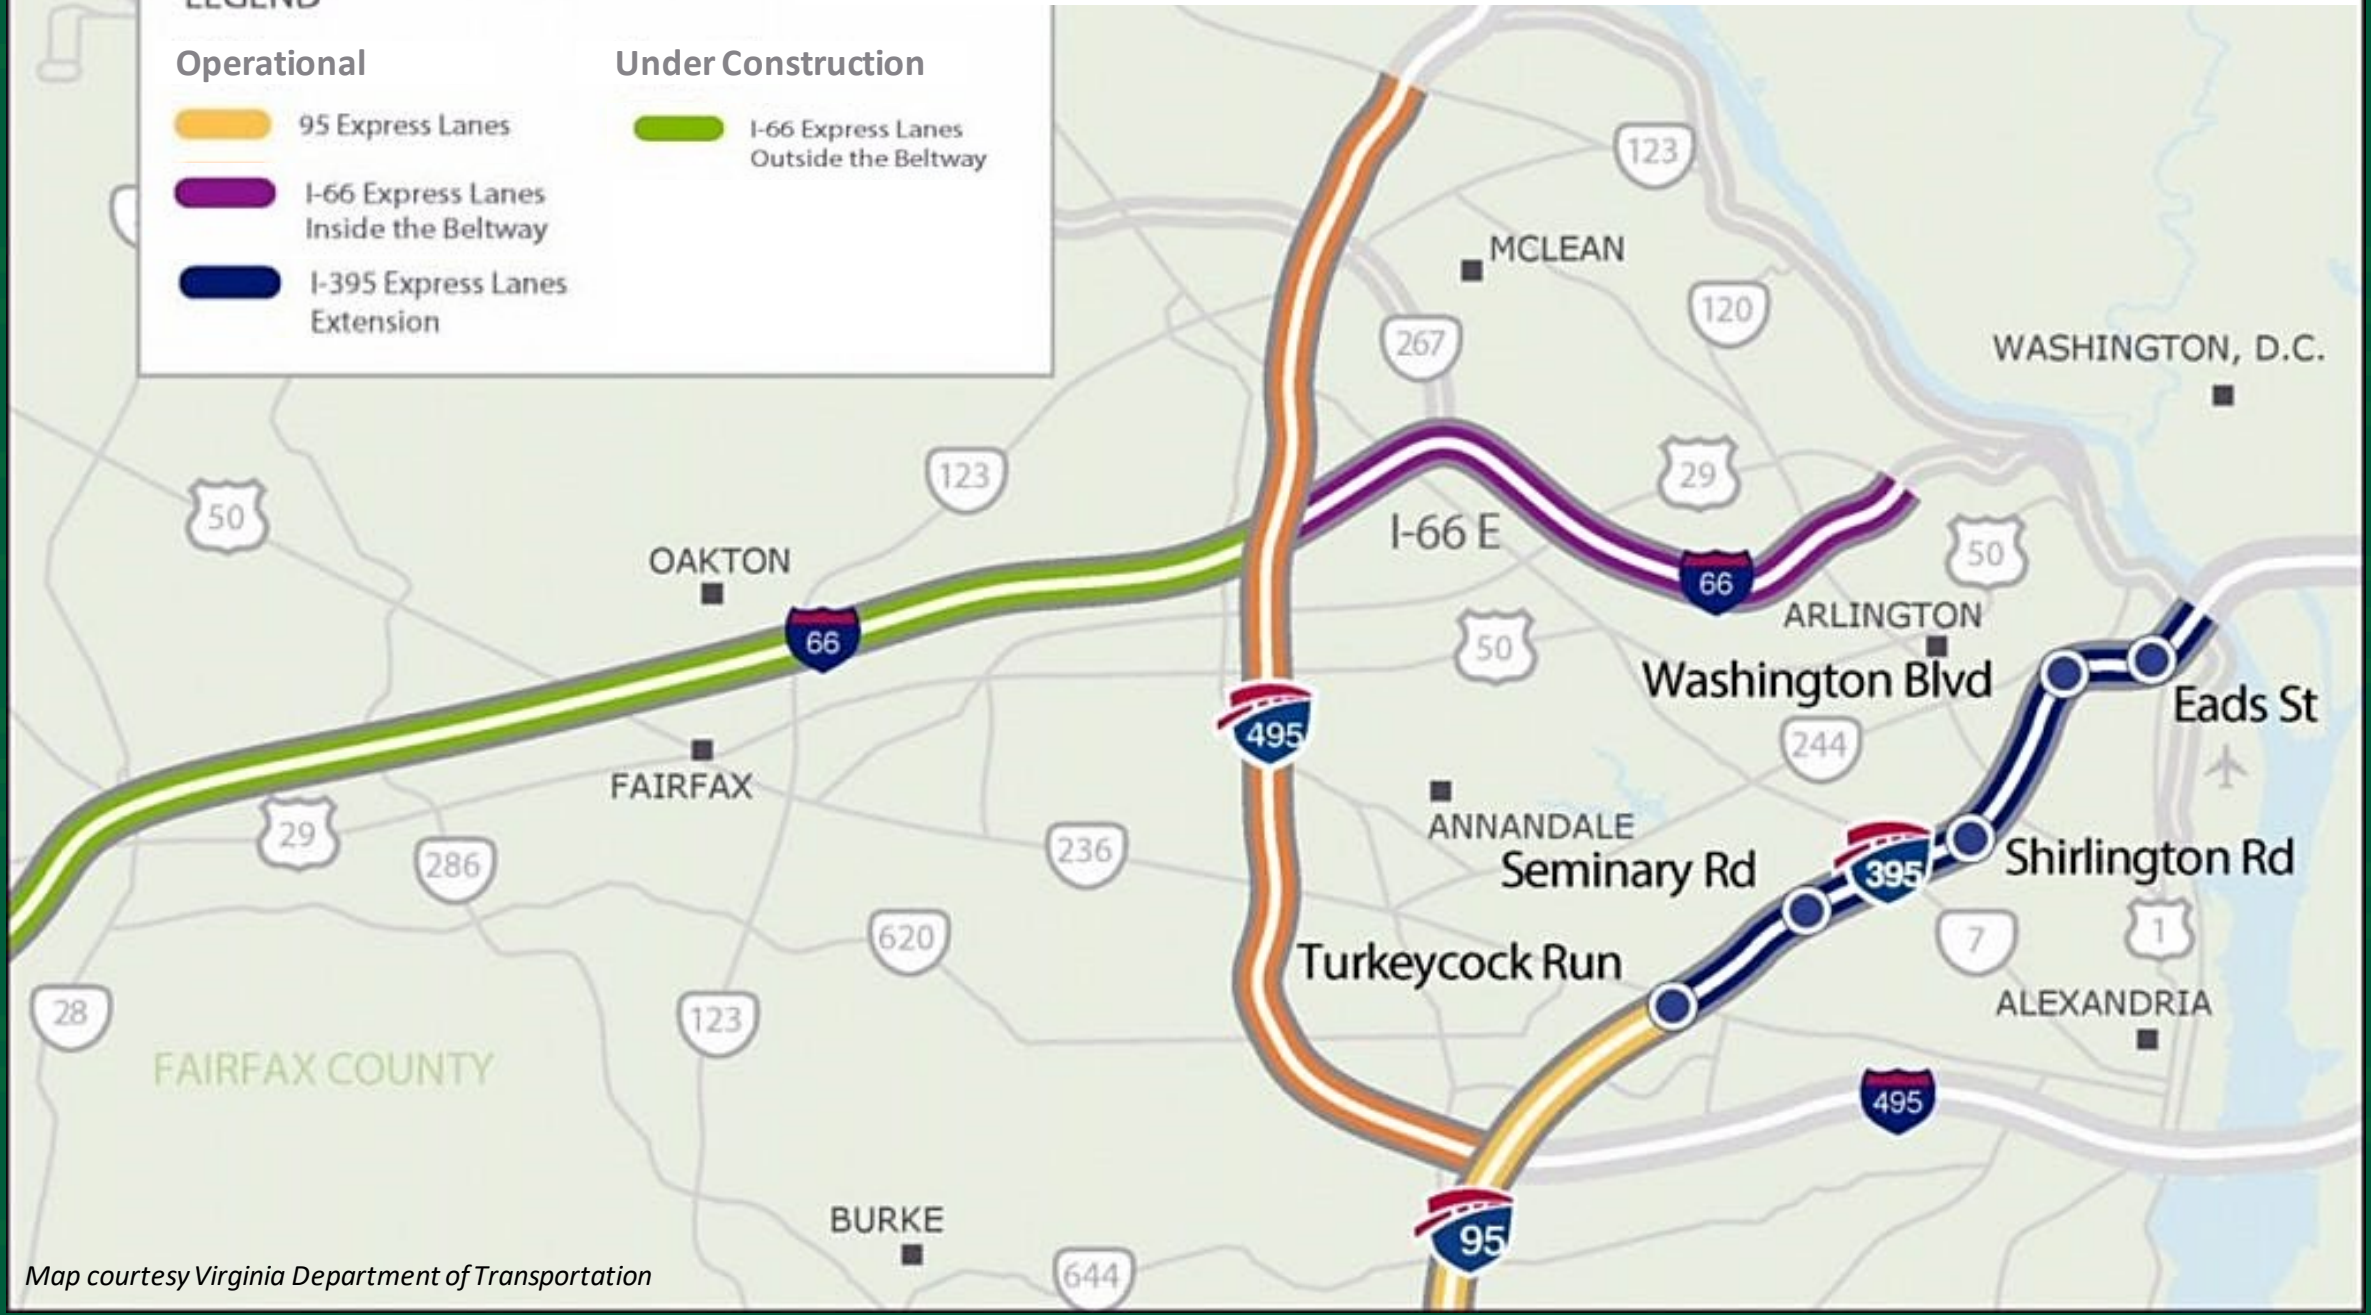 LEGEND
Operational
Under Construction
95 Express Lanes
I-66 Express Lanes
Outside the Beltway
I-66 Express Lanes
Inside the Beltway
I-395 Express Lanes
Extension
123
MCLEAN
120
267
WASHINGTON, D.C.
123
29
50
I-66 E
50
OAKTON
66
ARLINGTON
66
50
Washington Blvd
Eads St
495
244
FAIRFAX
ANNANDALE
29
286
236
Seminary Rd
395
Shirlington Rd
620
7
1
Turkeycock Run
28
123
ALEXANDRIA
FAIRFAX COUNTY
495
BURKE
95
Map courtesy Virginia Department of Transportation
644